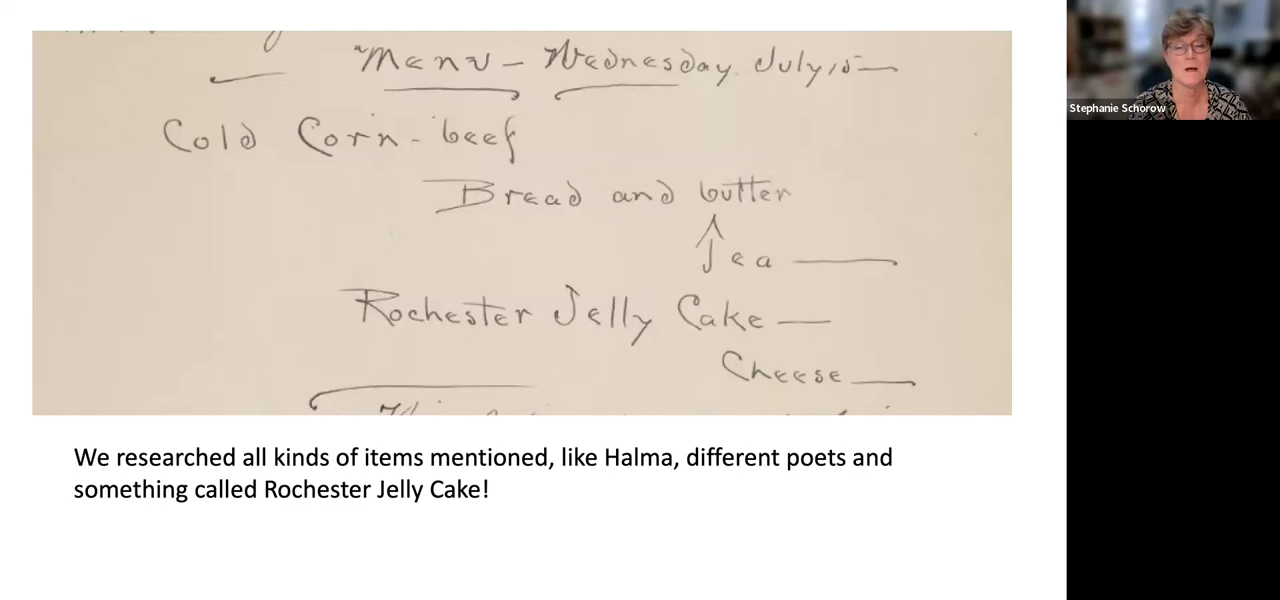 "Menu - Wednesday. July, 15—
Cold Corn-beef
Bread and butter
Tea —
Rochester Jelly Cake —
Cheese —
We researched all kinds of items mentioned, like Halma, different poets and
something called Rochester Jelly Cake!
Stephanie Schorow